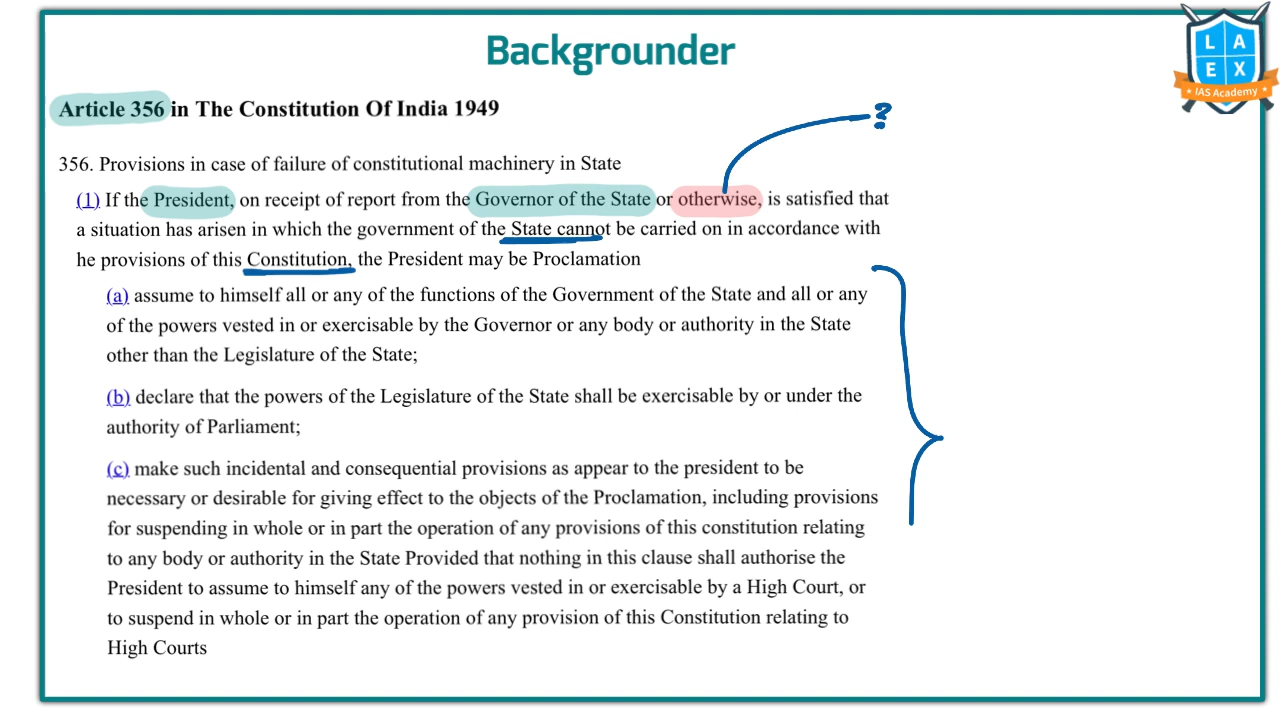 Backgrounder
L A
E X
IAS Academy
Article 356 in The Constitution Of India 1949
?
356. Provisions in case of failure of constitutional machinery in State
(1) If the President, on receipt of report from the Governor of the State or otherwise, is satisfied that
a situation has arisen in which the government of the State cannot be carried on in accordance with
he provisions of this Constitution, the President may be Proclamation
(a) assume to himself all or any of the functions of the Government of the State and all or any
of the powers vested in or exercisable by the Governor or any body or authority in the State
other than the Legislature of the State;
(b) declare that the powers of the Legislature of the State shall be exercisable by or under the
authority of Parliament;
(c) make such incidental and consequential provisions as appear to the president to be
necessary or desirable for giving effect to the objects of the Proclamation, including provisions
for suspending in whole or in part the operation of any provisions of this constitution relating
to any body or authority in the State Provided that nothing in this clause shall authorise the
President to assume to himself any of the powers vested in or exercisable by a High Court, or
to suspend in whole or in part the operation of any provision of this Constitution relating to
High Courts